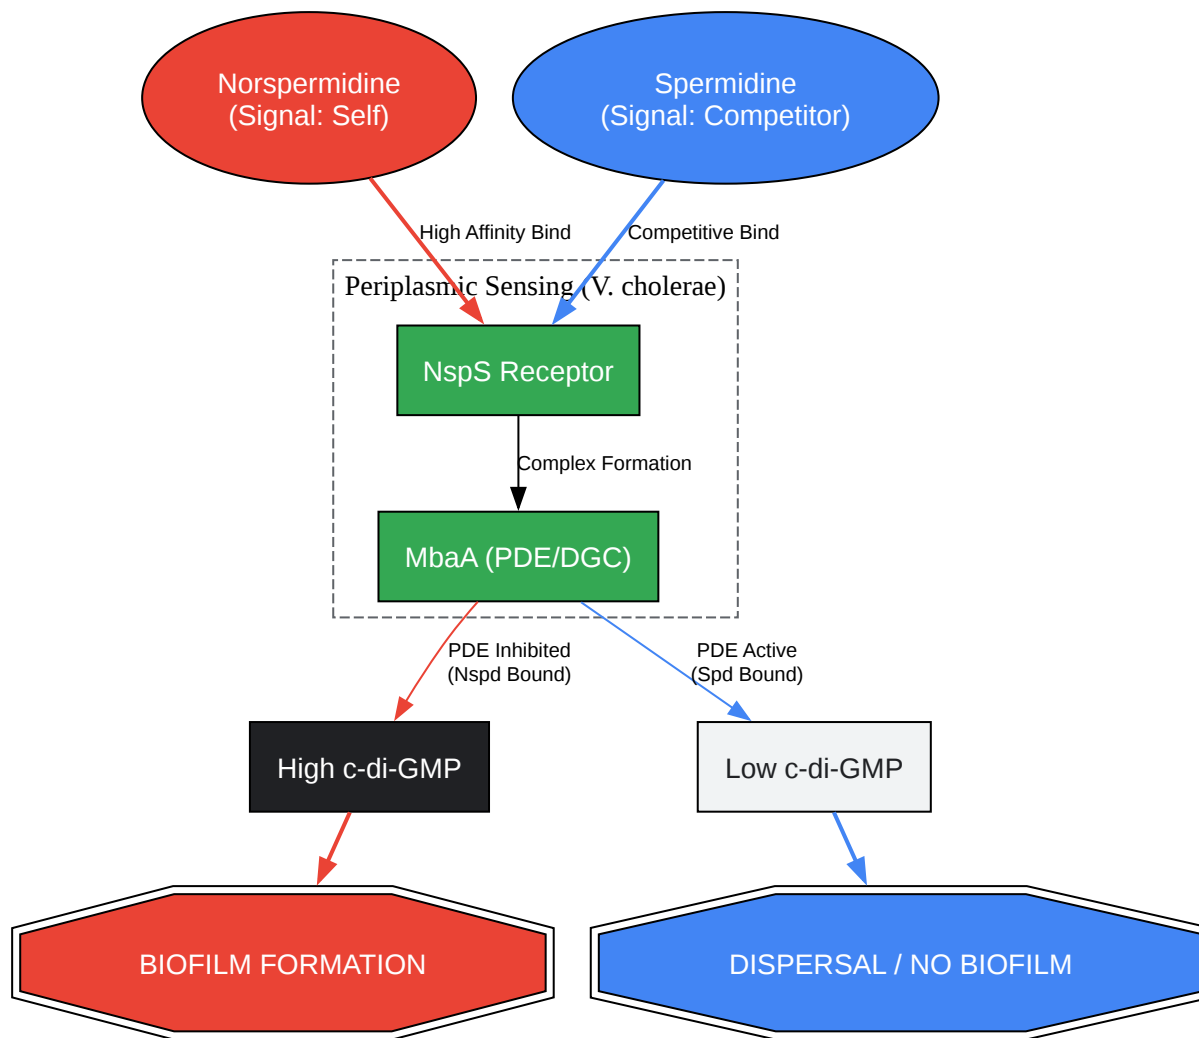 Norspermidine
(Signal: Self)
Spermidine
(Signal: Competitor)
High Affinity Bind
Competitive Bind
Periplasmic Sensing (V. cholerae)
NspS Receptor
Complex Formation
MbaA (PDE/DGC)
PDE Inhibited
(Nspd Bound)
PDE Active
(Spd Bound)
High c-di-GMP
Low c-di-GMP
BIOFILM FORMATION
DISPERSAL / NO BIOFILM